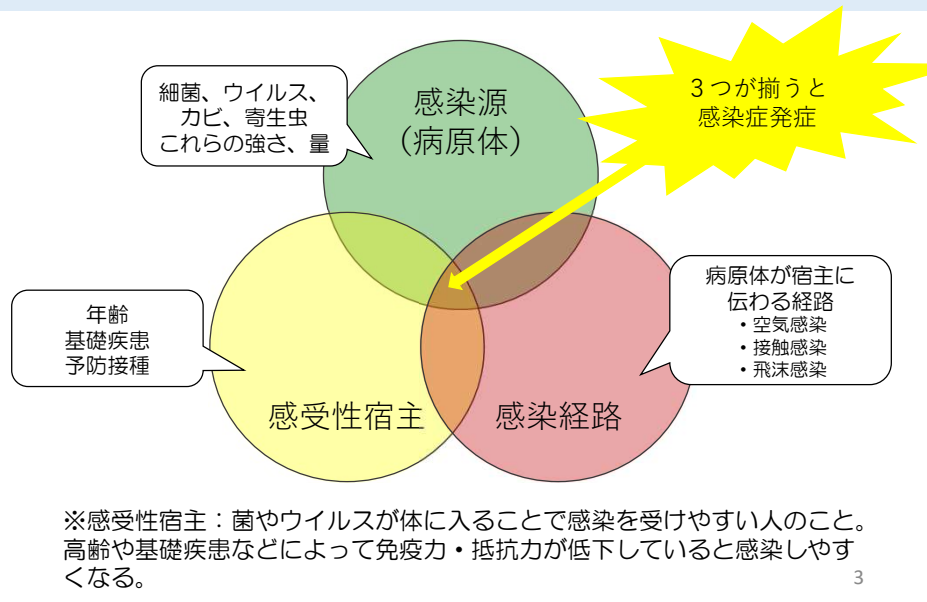 細菌、ウイルス、
カビ、寄生虫
これらの強さ、量
感染源
(病原体)
3つが揃うと
感染症発症
年齢
基礎疾患
予防接種
病原体が宿主に
伝わる経路
・空気感染
・接触感染
・飛沫感染
感受性宿主
感染経路
※感受性宿主：菌やウイルスが体に入ることで感染を受けやすい人のこと。
高齢や基礎疾患などによって免疫力・抵抗力が低下していると感染しやす
くなる。
3